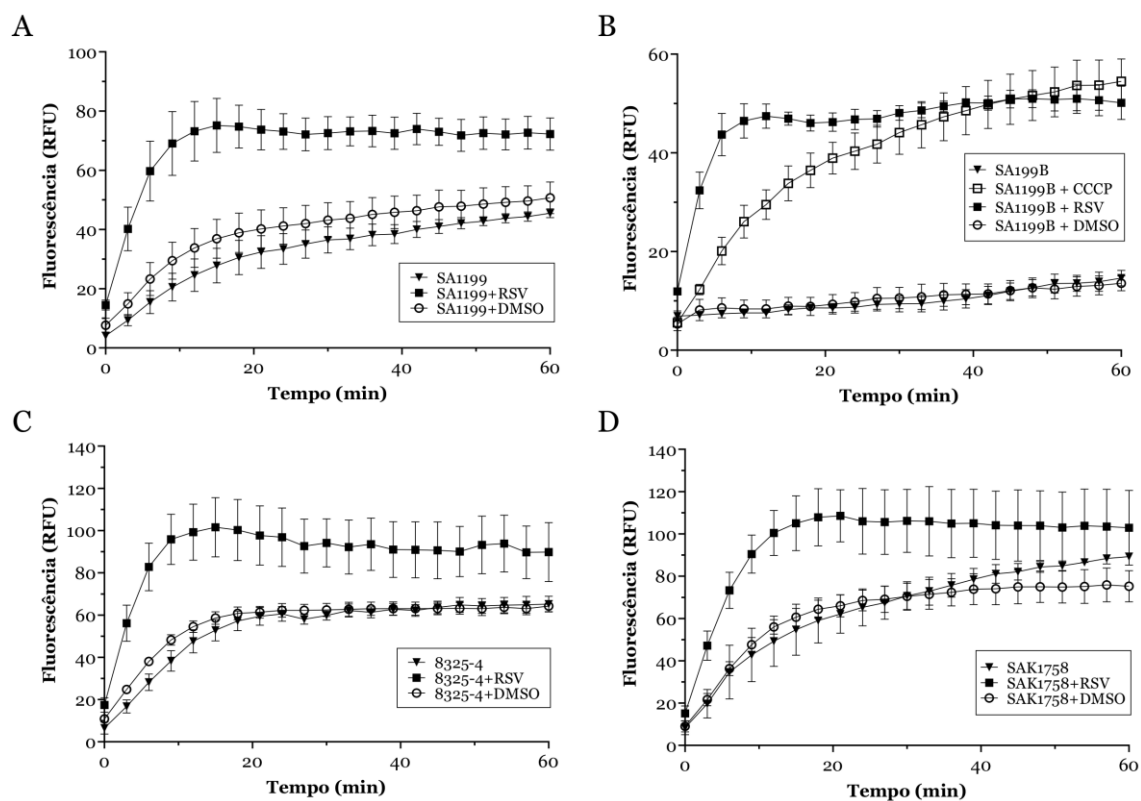 A
Fluorescência (RFU)
100
80
60
40
20
0
0
20
40
60
Tempo (min)
SA1199
SA1199+RSV
SA1199+DMSO
B
Fluorescência (RFU)
60
40
20
0
0
20
40
60
Tempo (min)
SA199B
SA1199B + CCCP
SA1199B + RSV
SA1199B + DMSO
C
Fluorescência (RFU)
140
120
100
80
60
40
20
0
0
20
40
60
Tempo (min)
8325-4
8325-4+RSV
8325-4+DMSO
D
Fluorescência (RFU)
140
120
100
80
60
40
20
0
0
20
40
60
Tempo (min)
SAK1758
SAK1758+RSV
SAK1758+DMSO